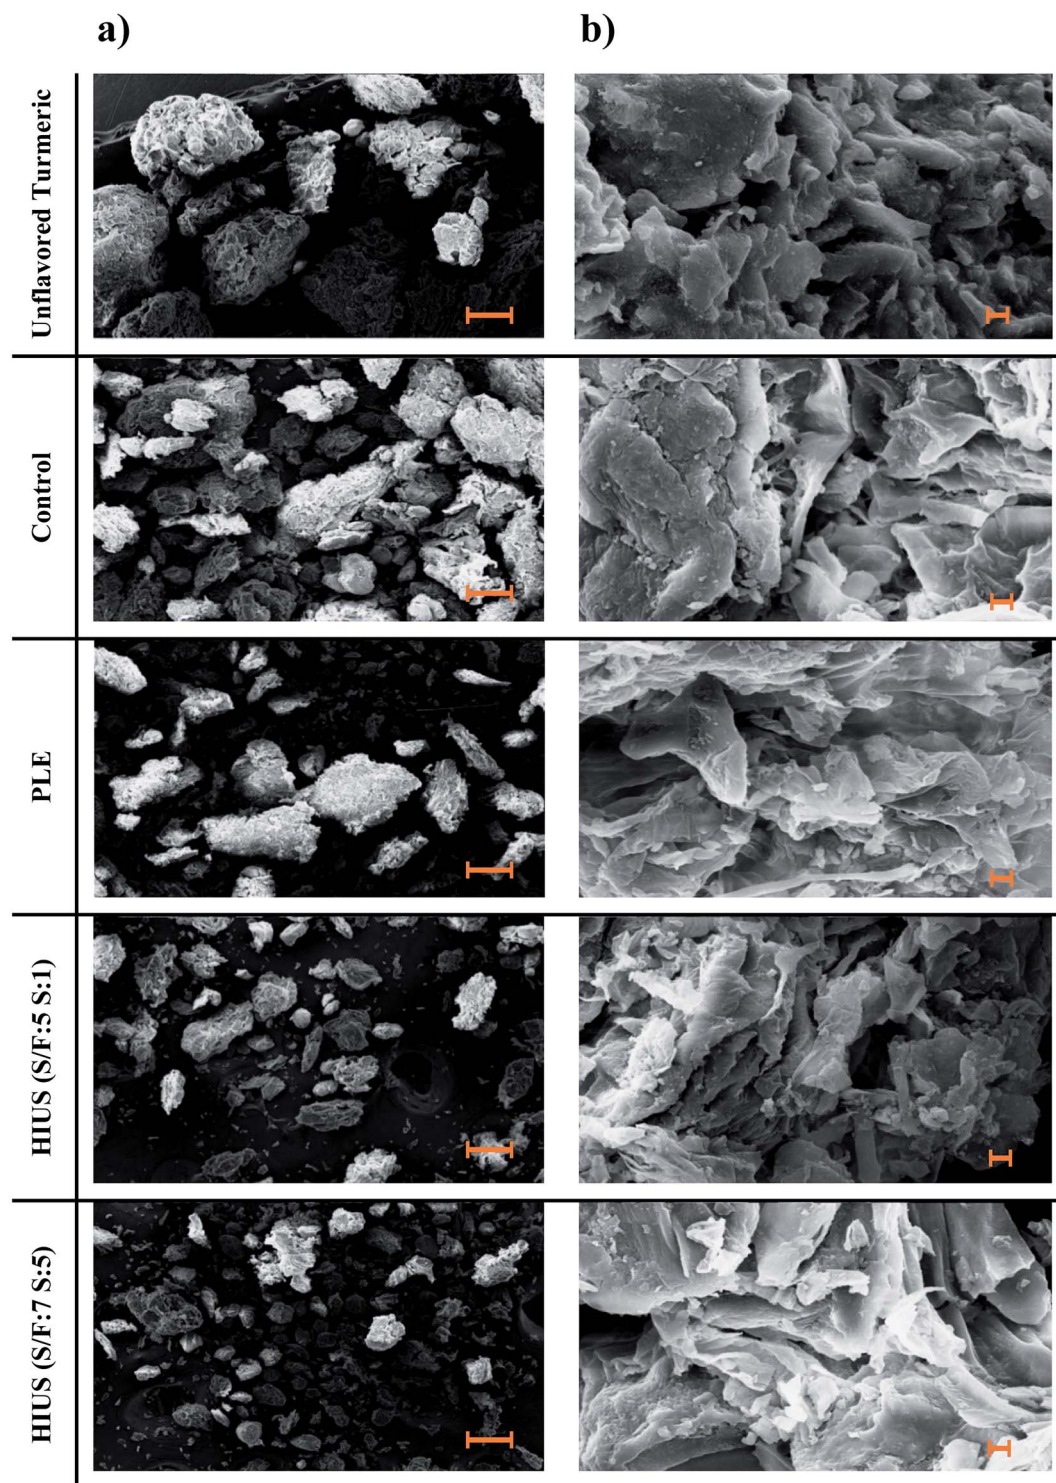 a)
b)
Unflavored Turmeric
Control
PLE
HIUS (S/F:5 S:1)
HIUS (S/F:7 S:5)